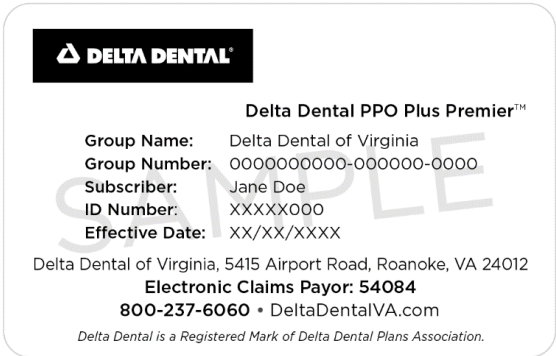 DELTA DENTAL®
Delta Dental PPO Plus Premier™
Group Name: Delta Dental of Virginia
Group Number: 0000000000-000000-0000
Subscriber: Jane Doe
ID Number: XXXXX000
Effective Date: XX/XX/XXXX
SAMPLE
Delta Dental of Virginia, 5415 Airport Road, Roanoke, VA 24012
Electronic Claims Payor: 54084
800-237-6060 • DeltaDentalVA.com
Delta Dental is a Registered Mark of Delta Dental Plans Association.